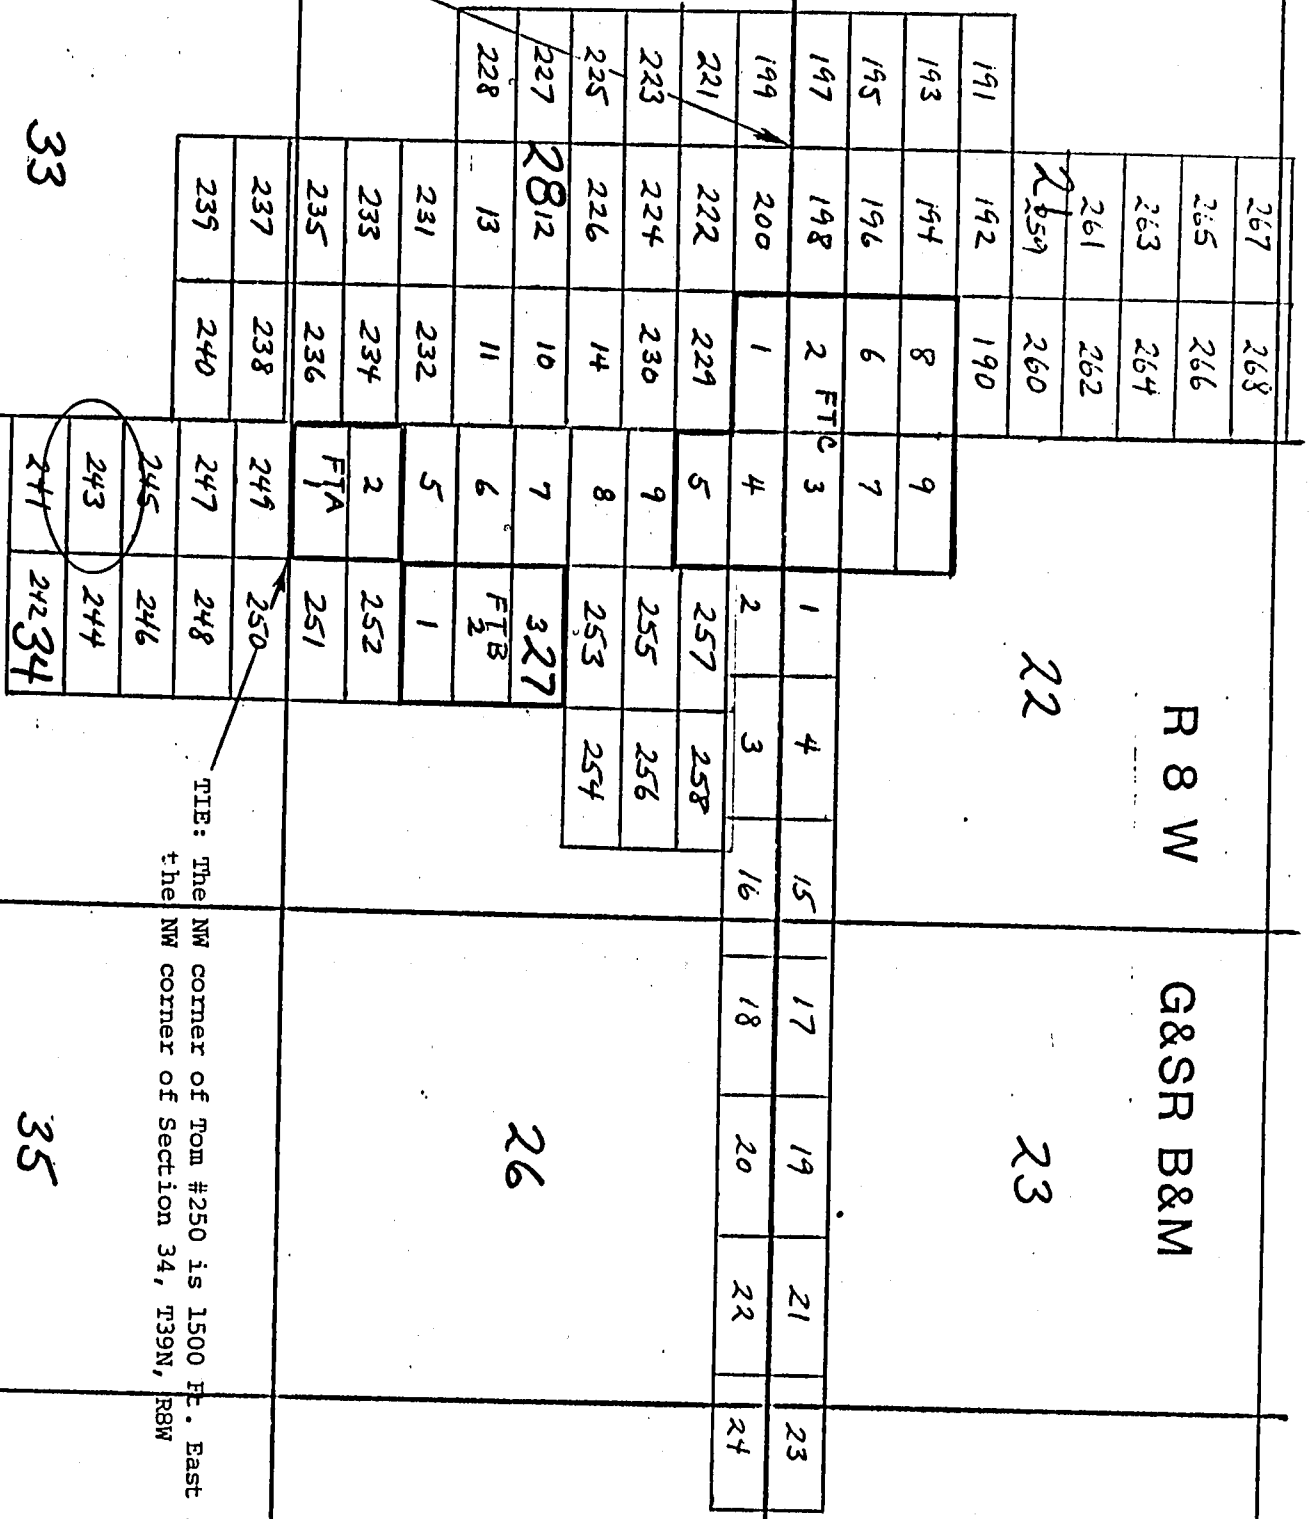 267 268
265 266
R 8 W G&SR B&M
263 264
261 262
21 259 260
22 23
191 192 190
193 194 8 9
195 196 6 7
197 198 2 FTC 3 1 4 15 17 19 21 23
199 200 1 4 2 3 16 18 20 22 24
221 222 229 5 257 258
223 224 230 9 255 256
225 226 14 8 253 254
227 28 12 10 7 3 27 26
228 13 11 6 FTB 2
231 232 5 1
233 234 2 252
235 236 FTA 1 251
237 238 249 250
239 240 247 248
TIE: The NW corner of Tom #250 is 1500 Ft. East
the NW corner of Section 34, T39N, R8W
245 246
243 244
33 241 242 34 35